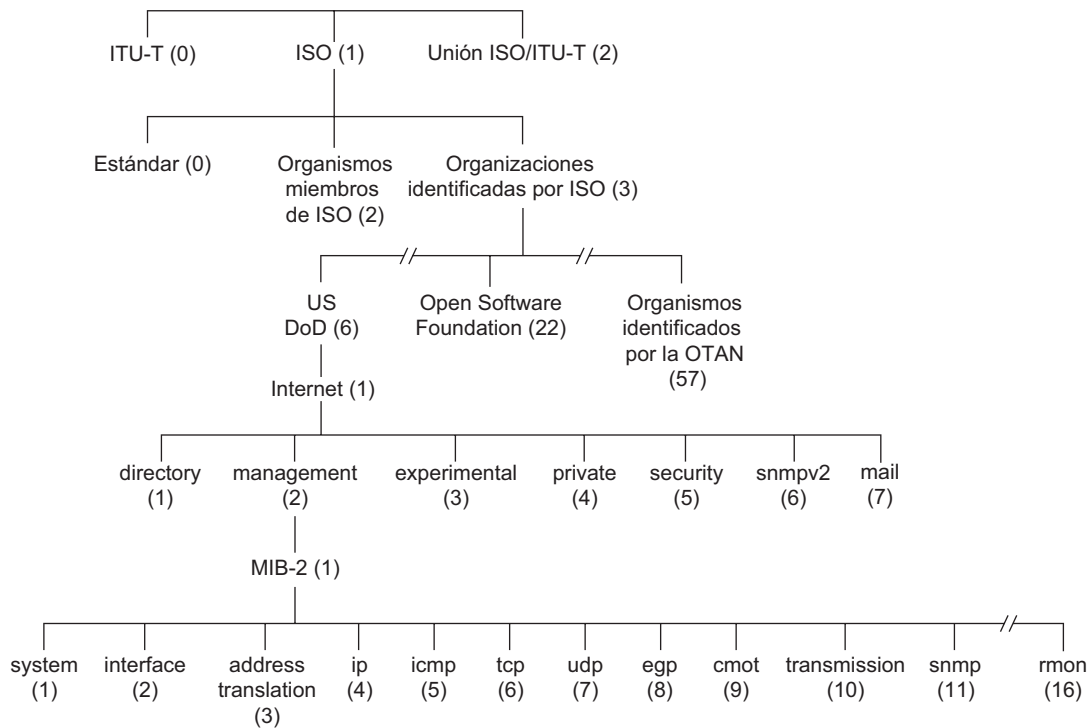 ITU-T (0)
ISO (1)
Unión ISO/ITU-T (2)
Estándar (0)
Organismos
miembros
de ISO (2)
Organizaciones
identificadas por ISO (3)
US
DoD (6)
Open Software
Foundation (22)
Organismos
identificados
por la OTAN
(57)
Internet (1)
directory
(1)
management
(2)
experimental
(3)
private
(4)
security
(5)
snmpv2
(6)
mail
(7)
MIB-2 (1)
system
(1)
interface
(2)
address
translation
(3)
ip
(4)
icmp
(5)
tcp
(6)
udp
(7)
egp
(8)
cmot
(9)
transmission
(10)
snmp
(11)
rmon
(16)